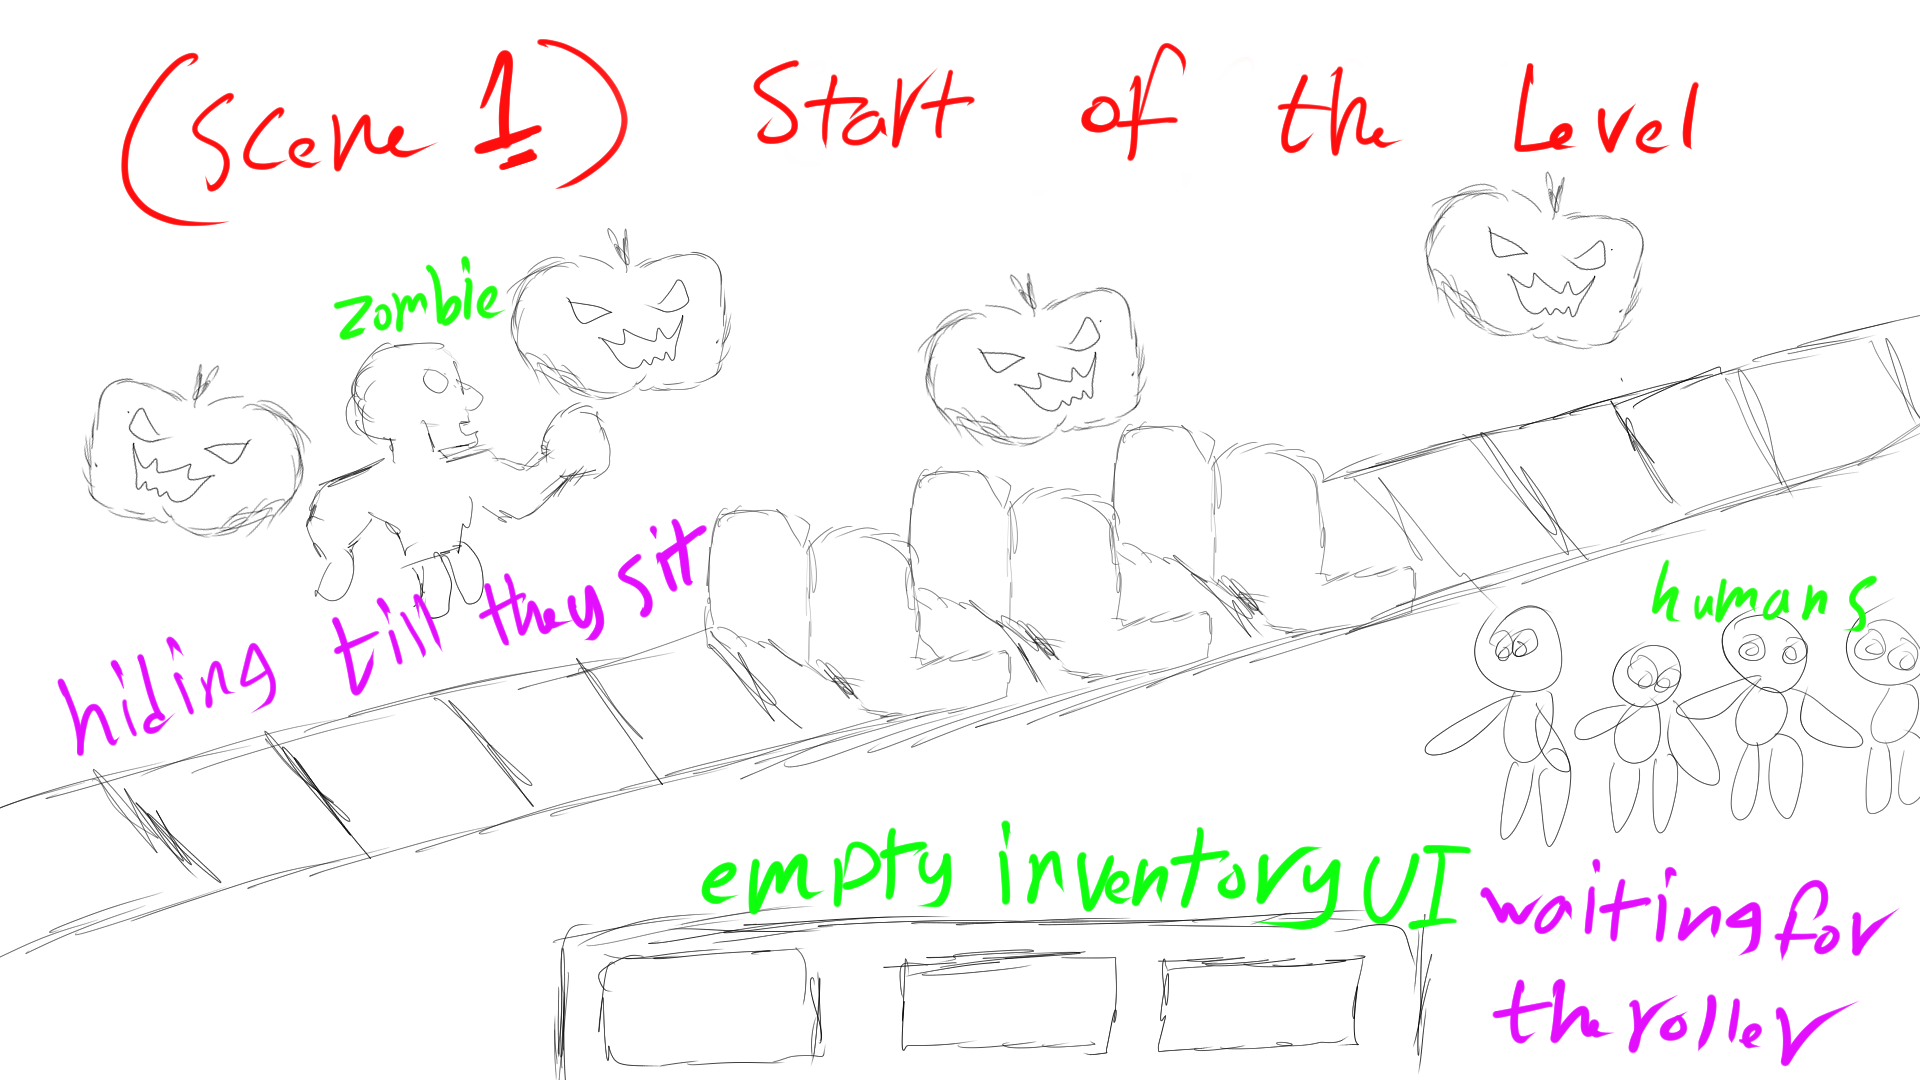 (Scene 1) Start of the Level
zombie
hiding till they sit
humans
empty inventory UI
waiting for
the roller